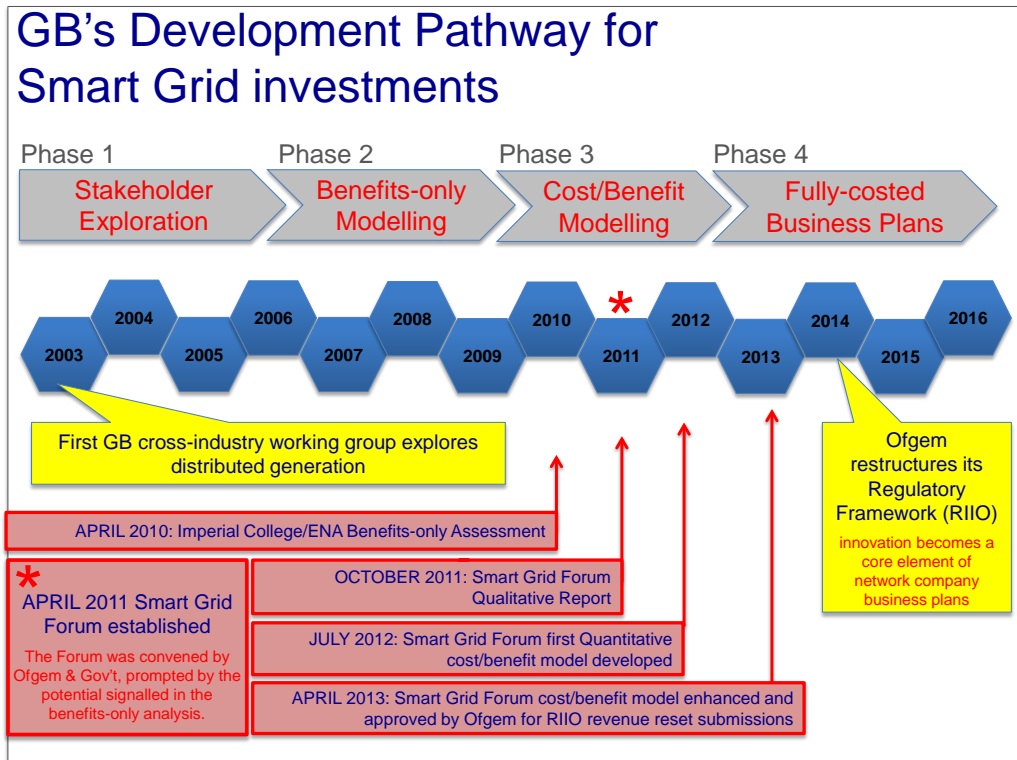 GB's Development Pathway for
Smart Grid investments
Phase 1
Phase 2
Phase 3
Phase 4
Stakeholder
Exploration
Benefits-only
Modelling
Cost/Benefit
Modelling
Fully-costed
Business Plans
2003
2004
2005
2006
2007
2008
2009
2010
*
2011
2012
2013
2014
2015
2016
First GB cross-industry working group explores
distributed generation
Ofgem
restructures its
Regulatory
Framework (RIIO)
innovation becomes a
core element of
network company
business plans
APRIL 2010: Imperial College/ENA Benefits-only Assessment
*
APRIL 2011 Smart Grid
Forum established
The Forum was convened by
Ofgem & Gov't, prompted by the
potential signalled in the
benefits-only analysis.
OCTOBER 2011: Smart Grid Forum
Qualitative Report
JULY 2012: Smart Grid Forum first Quantitative
cost/benefit model developed
APRIL 2013: Smart Grid Forum cost/benefit model enhanced and
approved by Ofgem for RIIO revenue reset submissions